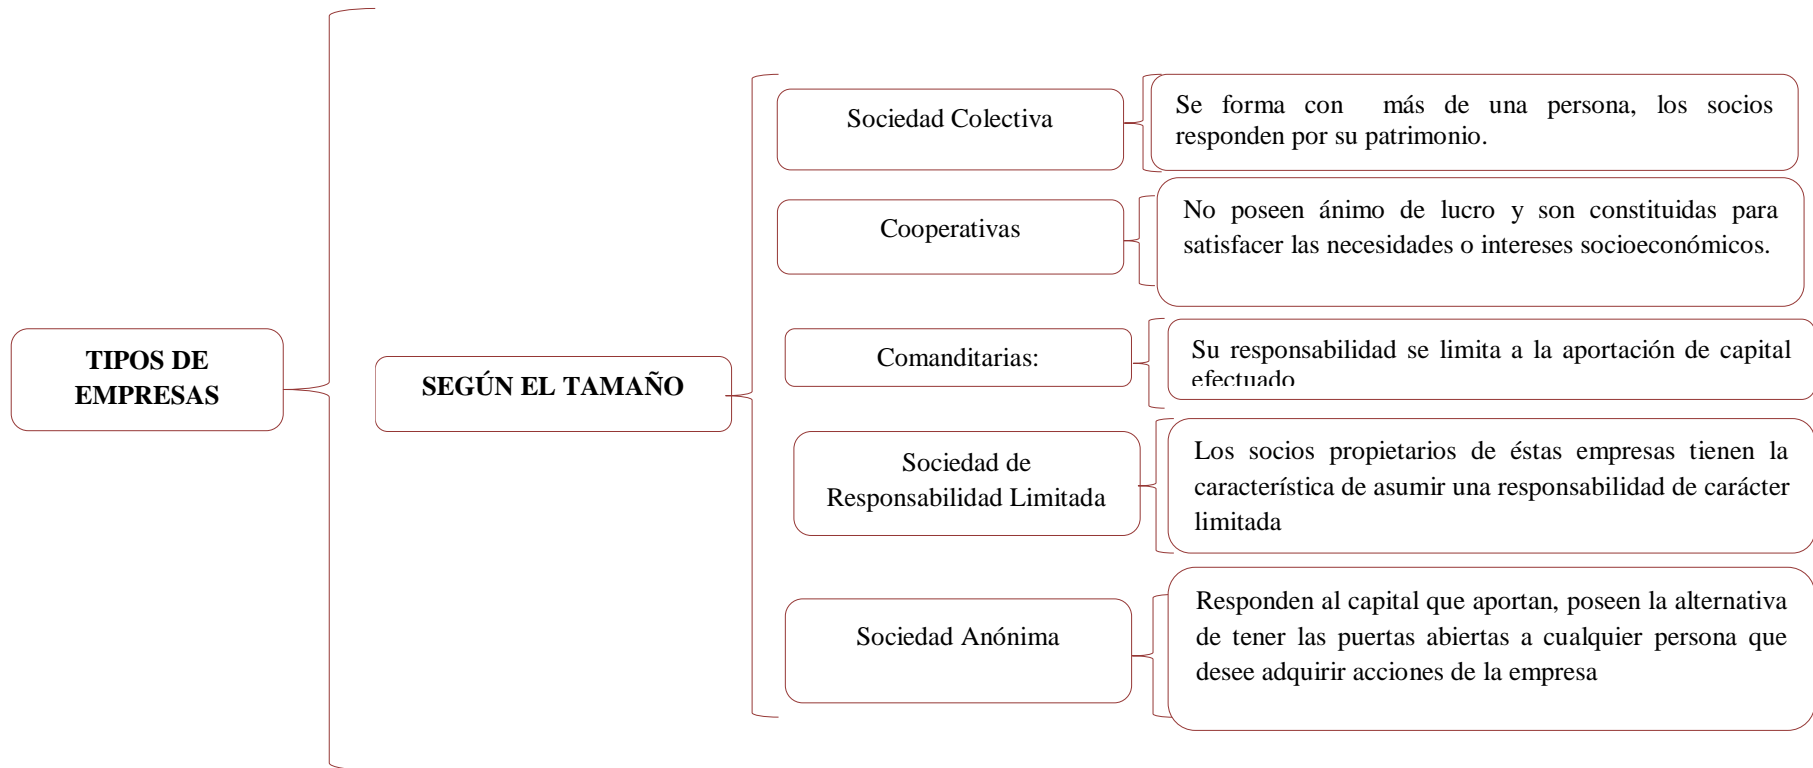 TIPOS DE
EMPRESAS
SEGÚN EL TAMAÑO
Sociedad Colectiva
Se forma con más de una persona, los socios
responden por su patrimonio.
Cooperativas
No poseen ánimo de lucro y son constituidas para
satisfacer las necesidades o intereses socioeconómicos.
Comanditarias:
Su responsabilidad se limita a la aportación de capital
efectuado
Sociedad de
Responsabilidad Limitada
Los socios propietarios de éstas empresas tienen la
característica de asumir una responsabilidad de carácter
limitada
Sociedad Anónima
Responden al capital que aportan, poseen la alternativa
de tener las puertas abiertas a cualquier persona que
desee adquirir acciones de la empresa